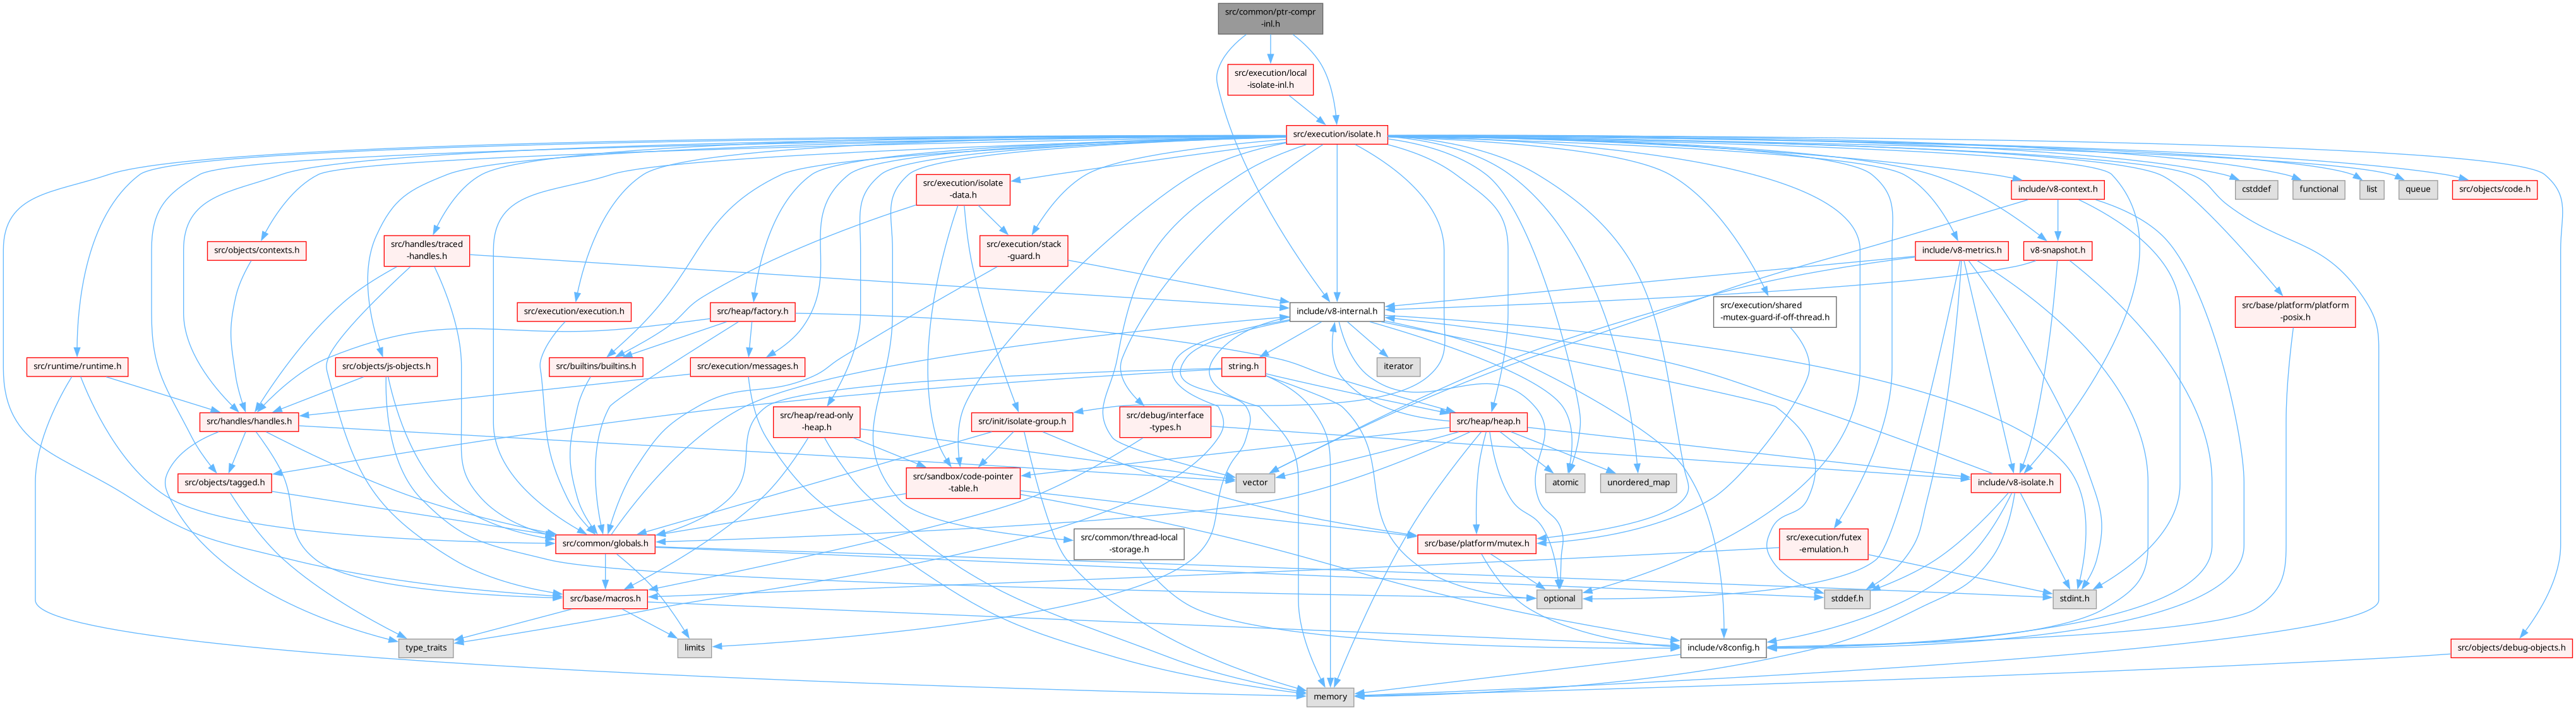 src/common/ptr-compr
-inl.h
src/execution/local
-isolate-inl.h
src/execution/isolate.h
src/execution/isolate
-data.h
include/v8-context.h
cstddef
functional
list
queue
src/objects/code.h
src/objects/contexts.h
src/handles/traced
-handles.h
src/execution/stack
-guard.h
include/v8-metrics.h
v8-snapshot.h
src/execution/execution.h
src/heap/factory.h
include/v8-internal.h
src/execution/shared
-mutex-guard-if-off-thread.h
src/base/platform/platform
-posix.h
src/runtime/runtime.h
src/objects/js-objects.h
src/builtins/builtins.h
src/execution/messages.h
string.h
iterator
src/handles/handles.h
src/heap/read-only
-heap.h
src/init/isolate-group.h
src/debug/interface
-types.h
src/heap/heap.h
src/objects/tagged.h
src/sandbox/code-pointer
-table.h
vector
atomic
unordered_map
include/v8-isolate.h
src/common/globals.h
src/common/thread-local
-storage.h
src/base/platform/mutex.h
src/execution/futex
-emulation.h
src/base/macros.h
optional
stddef.h
stdint.h
type_traits
limits
include/v8config.h
src/objects/debug-objects.h
memory